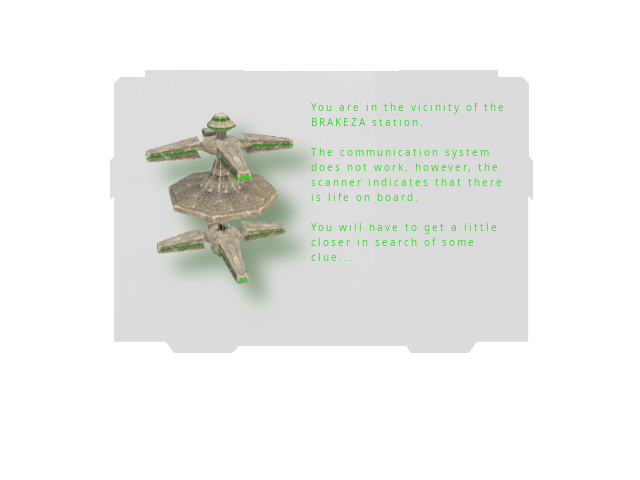 You are in the vicinity of the
BRAKEZA station.
The communication system
does not work, however, the
scanner indicates that there
is life on board.
You will have to get a little
closer in search of some
clue...